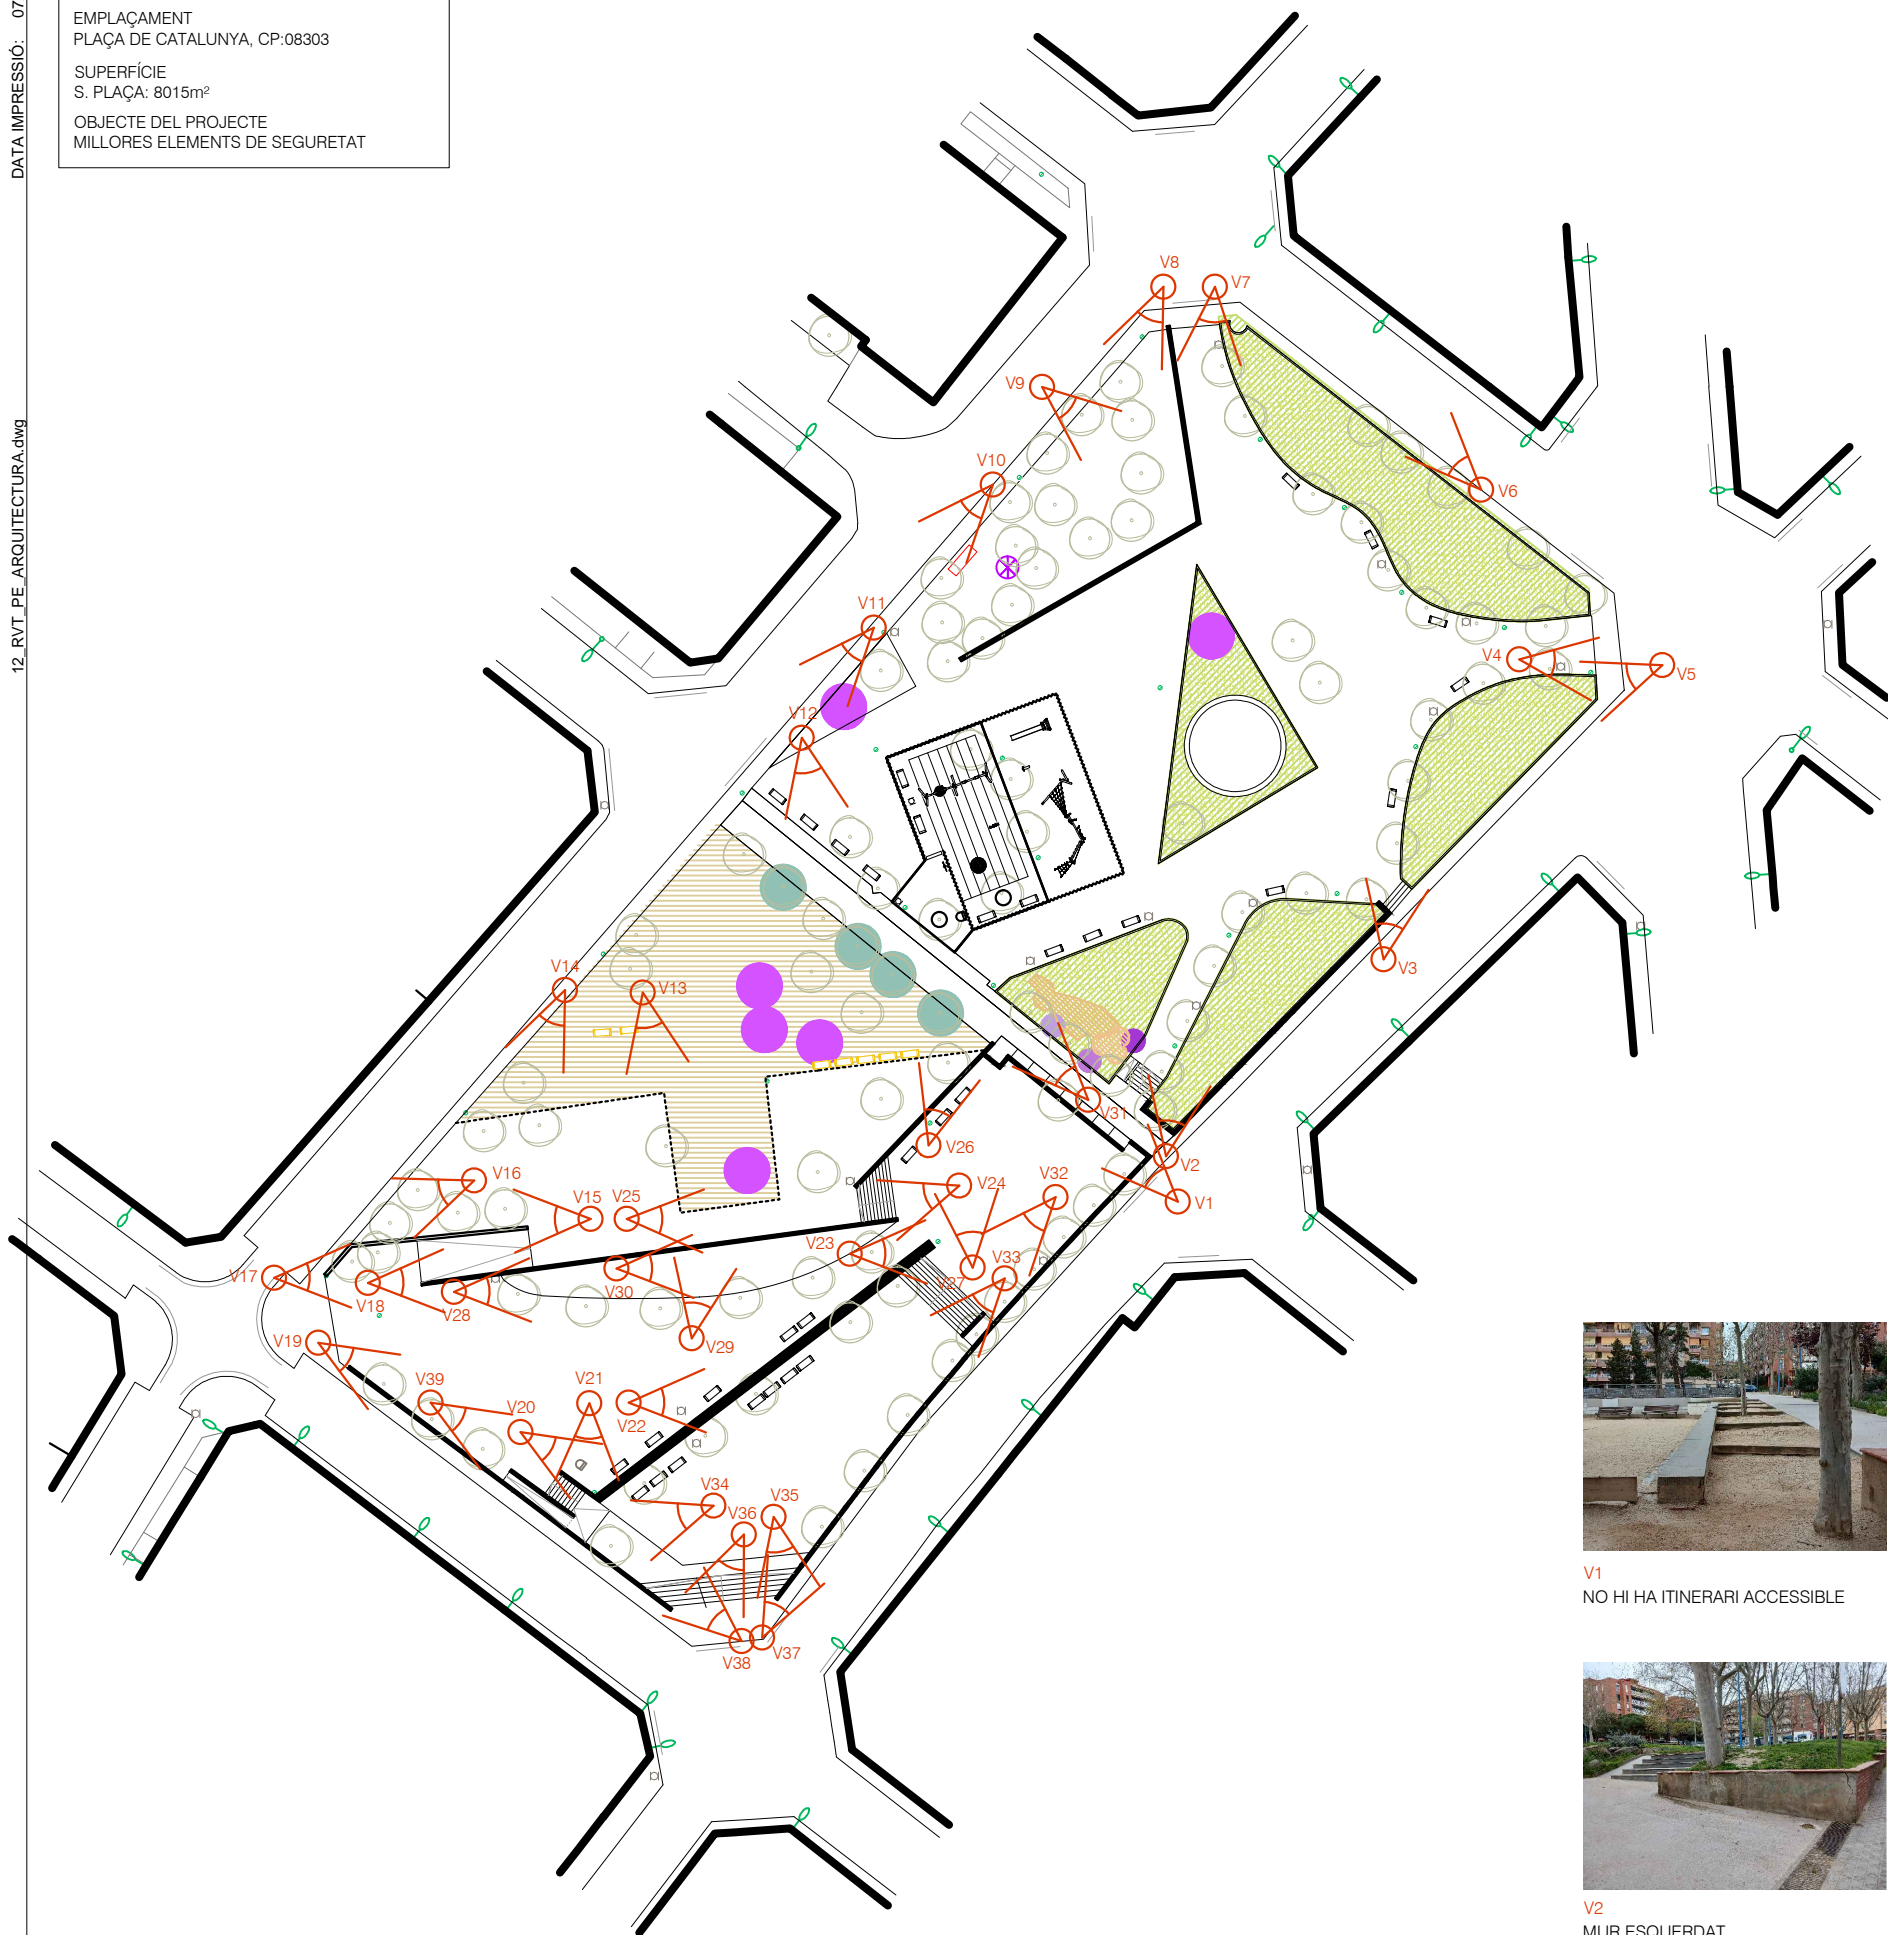 DATA IMPRESSIÓ: 07
12_RVT_PE_ARQUITECTURA.dwg
EMPLAÇAMENT
PLAÇA DE CATALUNYA, CP:08303
SUPERFÍCIE
S. PLAÇA: 8015m²
OBJECTE DEL PROJECTE
MILLORES ELEMENTS DE SEGURETAT
V8
V7
V9
V10
V6
V11
V4
V5
V12
V3
V14
V13
V31
V26
V2
V16
V24
V32
V1
V15
V25
V23
V17
V18
V28
V30
V27
V33
V19
V29
V39
V21
V20
V22
V34
V35
V36
V37
V38
V1
NO HI HA ITINERARI ACCESSIBLE
V2
MUR ESQUERDAT